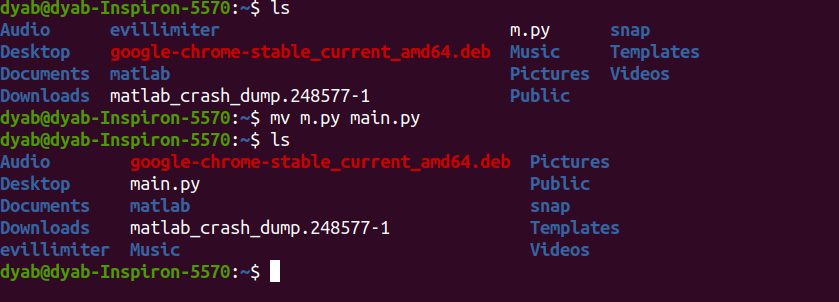 dyab@dyab-Inspiron-5570:~$ ls
Audio evillimiter m.py snap
Desktop google-chrome-stable_current_amd64.deb Music Templates
Documents matlab Pictures Videos
Downloads matlab_crash_dump.248577-1 Public
dyab@dyab-Inspiron-5570:~$ mv m.py main.py
dyab@dyab-Inspiron-5570:~$ ls
Audio google-chrome-stable_current_amd64.deb Pictures
Desktop main.py Public
Documents matlab snap
Downloads matlab_crash_dump.248577-1 Templates
evillimiter Music Videos
dyab@dyab-Inspiron-5570:~$